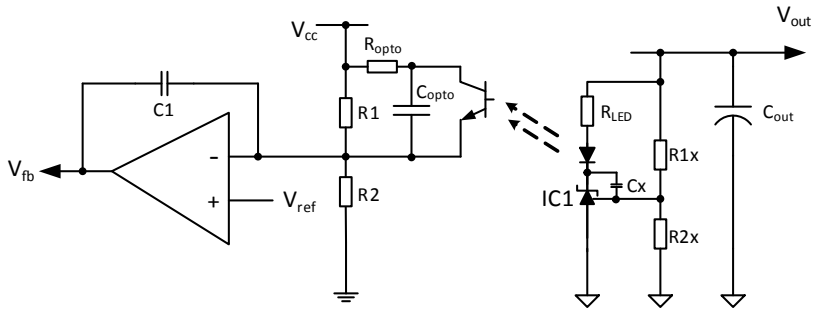 Vcc
Ropto
Vout
C1
R1
Copto
RLED
Cout
R1x
Vfb
-
+
Vref
R2
IC1
Cx
R2x